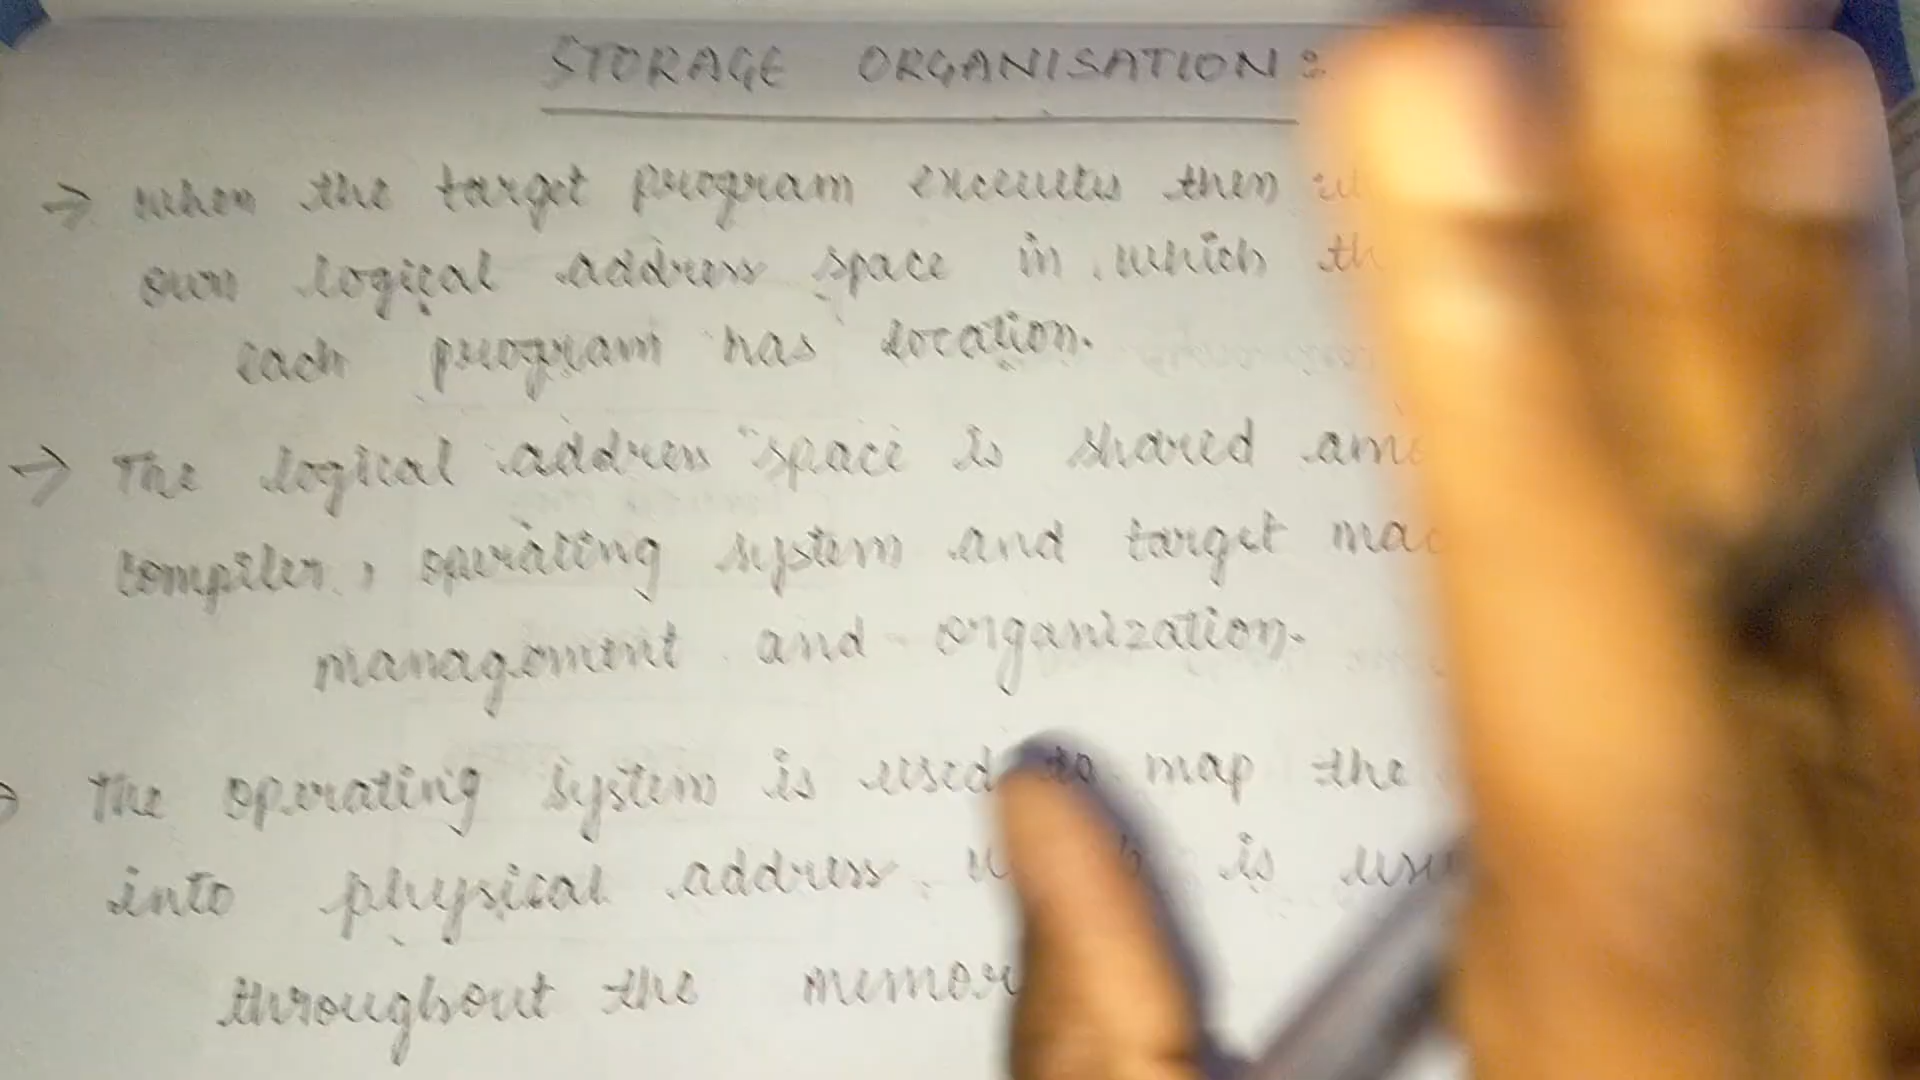 STORAGE ORGANISATION:
→ when the target program executes then
own logical address space in which
each program has location.
→ The logical address space is shared
compiler, operating system and target
management and organization.
The operating system is used to map the
into physical address is
throughout the